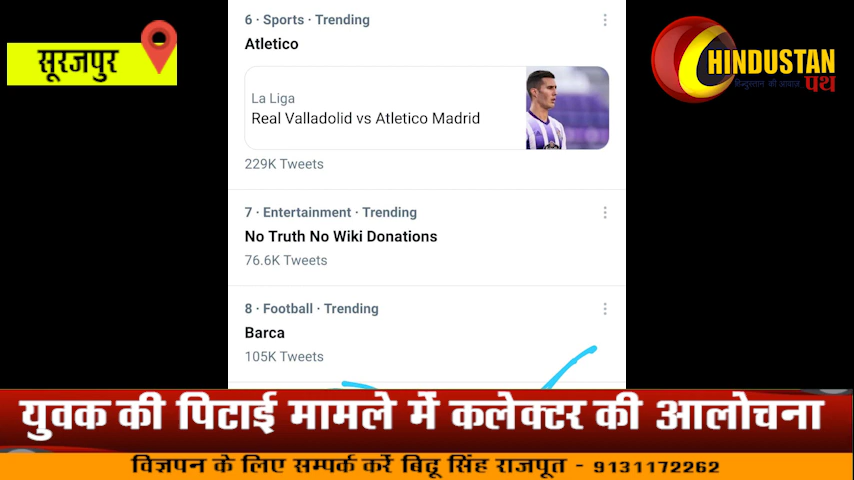 सूरजपुर
HINDUSTAN
हिन्दुस्तान की आवाज
पथ
6 · Sports · Trending
Atletico
La Liga
Real Valladolid vs Atletico Madrid
229K Tweets
7 · Entertainment · Trending
No Truth No Wiki Donations
76.6K Tweets
8 · Football · Trending
Barca
105K Tweets
युवक की पिटाई मामले में कलेक्टर की आलोचना
विज्ञपन के लिए सम्पर्क करें बिट्टू सिंह राजपूत - 9131172262